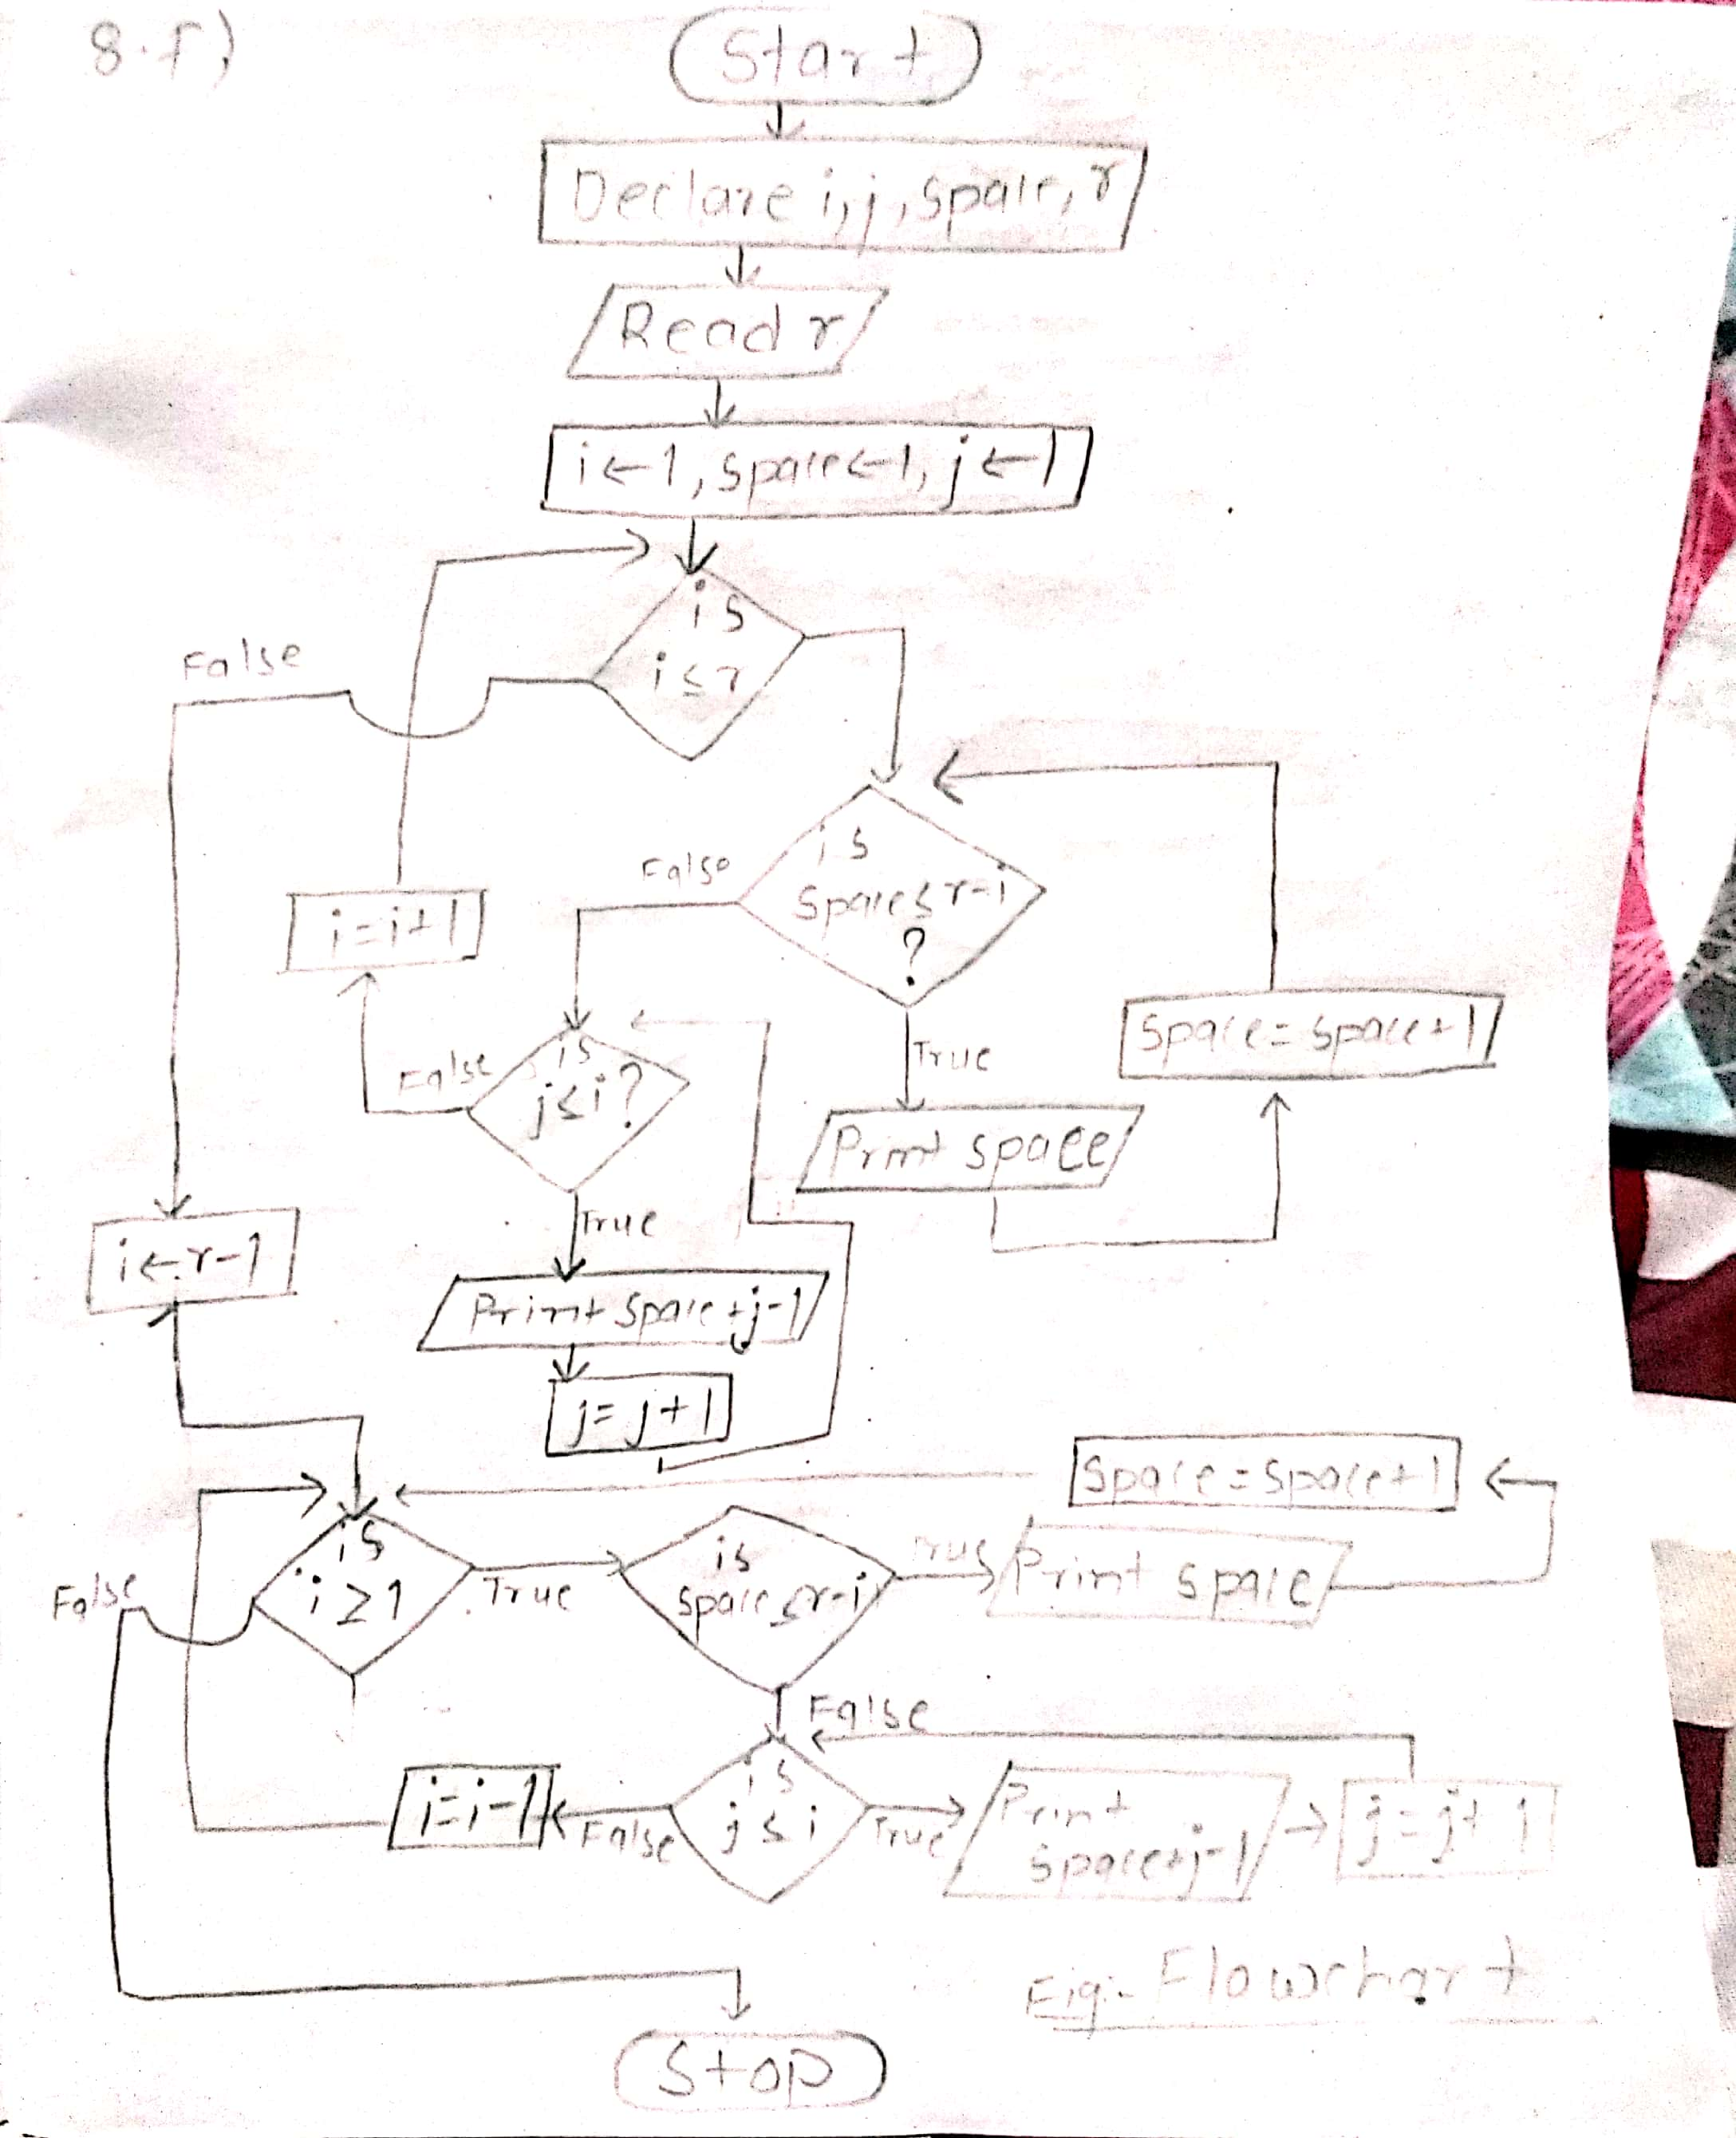 8.f)
Start
Declare i, j, space, r
Read r
i ← 1, space ← 1, j ← 1
is
i ≤ r
False
is
space ≤ r-i
?
False
i = i+1
space = space+1
True
is
j ≤ i ?
False
Print space
True
i ← r-1
Print space+j-1
j = j+1
space = space+1
is
i ≥ 1
False
True
is
space ≤ r-i
True
Print space
False
is
j ≤ i
False
i = i-1
True
Print
space+j-1
j = j+1
Fig:- Flowchart
Stop